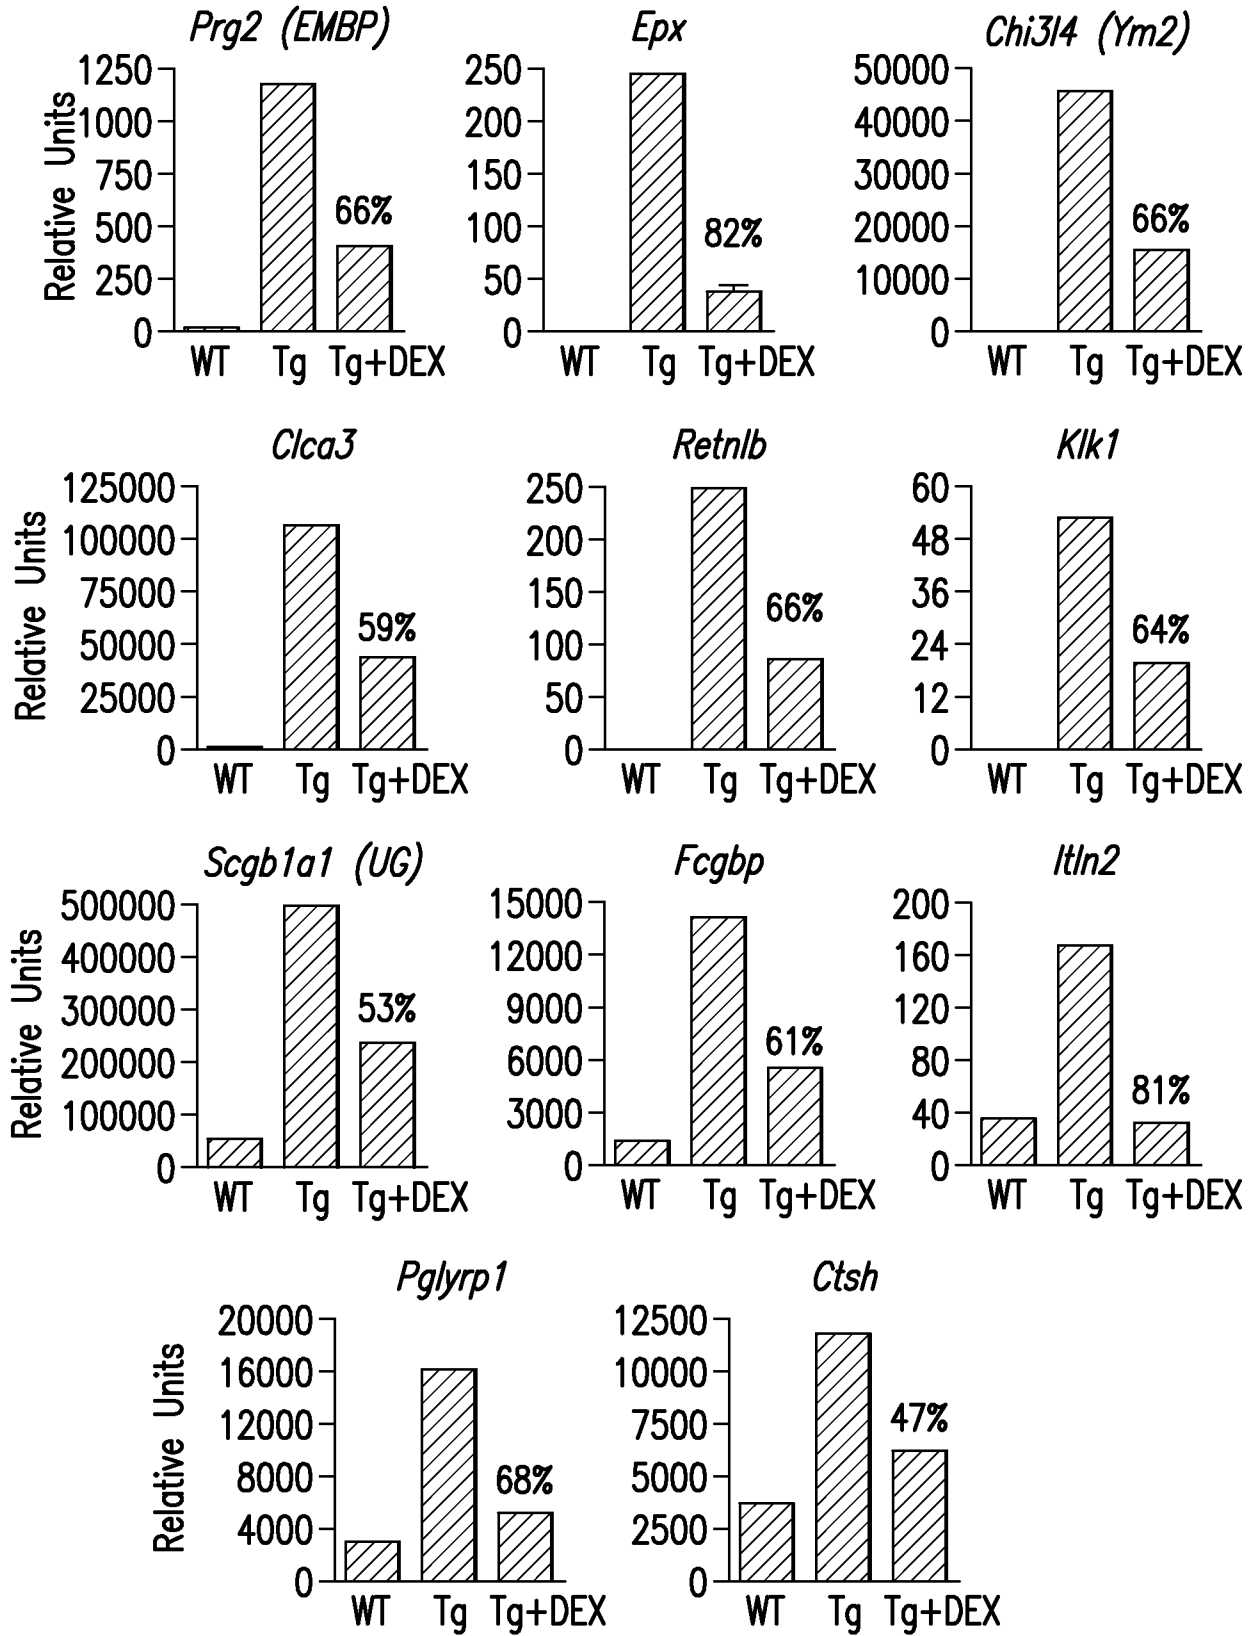 Prg2 (EMBP)
Relative Units
1250
1000
750
500
250
0
66%
WT Tg Tg+DEX
Epx
250
200
150
100
50
0
82%
WT Tg Tg+DEX
Chi3l4 (Ym2)
50000
40000
30000
20000
10000
0
66%
WT Tg Tg+DEX
Clca3
Relative Units
125000
100000
75000
50000
25000
0
59%
WT Tg Tg+DEX
Retnlb
250
200
150
100
50
0
66%
WT Tg Tg+DEX
Klk1
60
48
36
24
12
0
64%
WT Tg Tg+DEX
Scgb1a1 (UG)
Relative Units
500000
400000
300000
200000
100000
0
53%
WT Tg Tg+DEX
Fcgbp
15000
12000
9000
6000
3000
0
61%
WT Tg Tg+DEX
Itln2
200
160
120
80
40
0
81%
WT Tg Tg+DEX
Pglyrp1
Relative Units
20000
16000
12000
8000
4000
0
68%
WT Tg Tg+DEX
Ctsh
12500
10000
7500
5000
2500
0
47%
WT Tg Tg+DEX